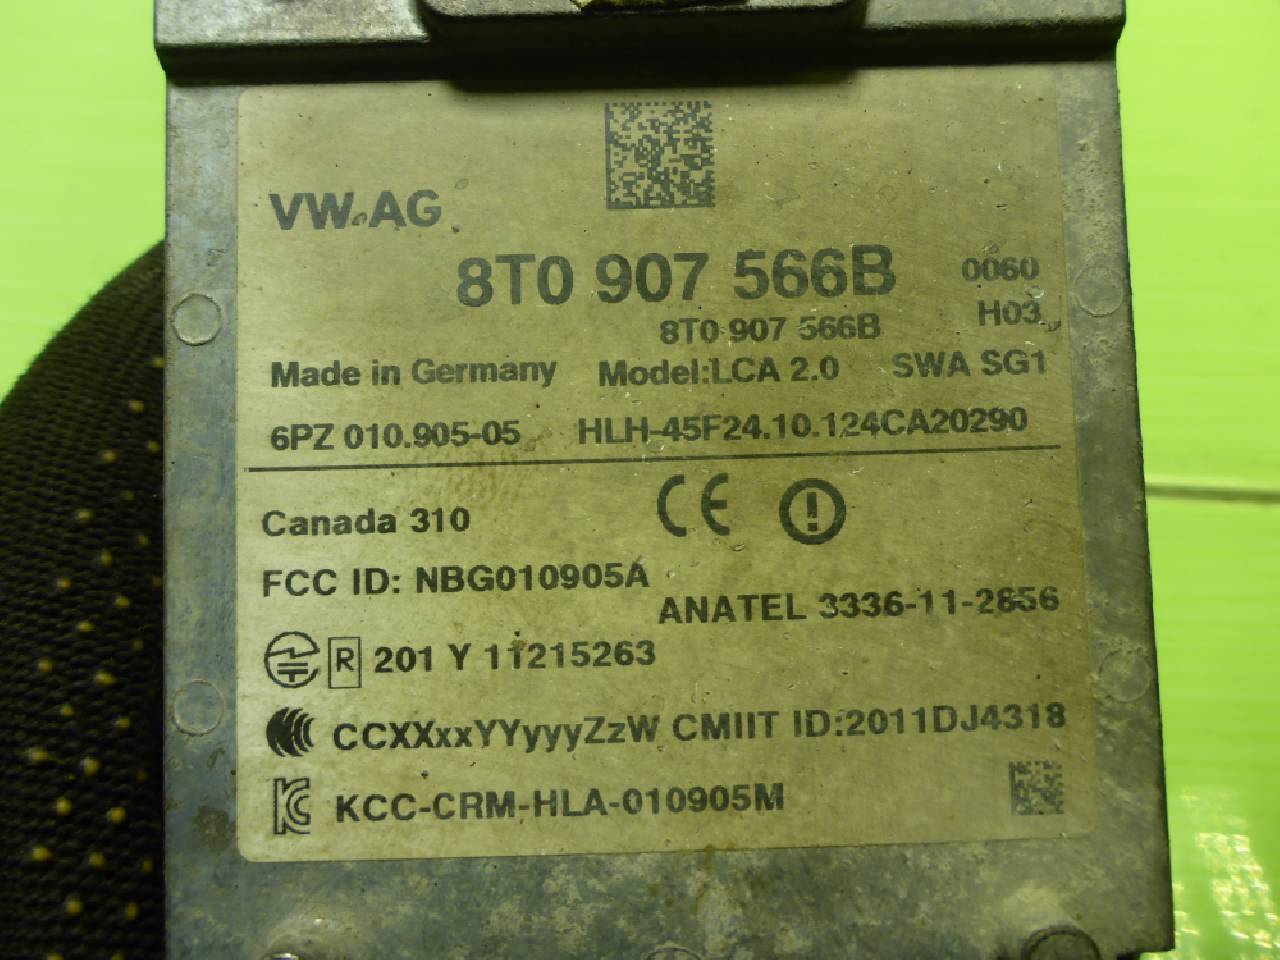 VW.AG
8T0 907 566B 0060
8T0 907 566B H03
Made in Germany Model:LCA 2.0 SWA SG1
6PZ 010.905-05 HLH-45F24.10.124CA20290
Canada 310 CE
FCC ID: NBG010905A
ANATEL 3336-11-2856
R 201 Y 11215263
CCXXxxYYyyyZzW CMIIT ID:2011DJ4318
KCC-CRM-HLA-010905M